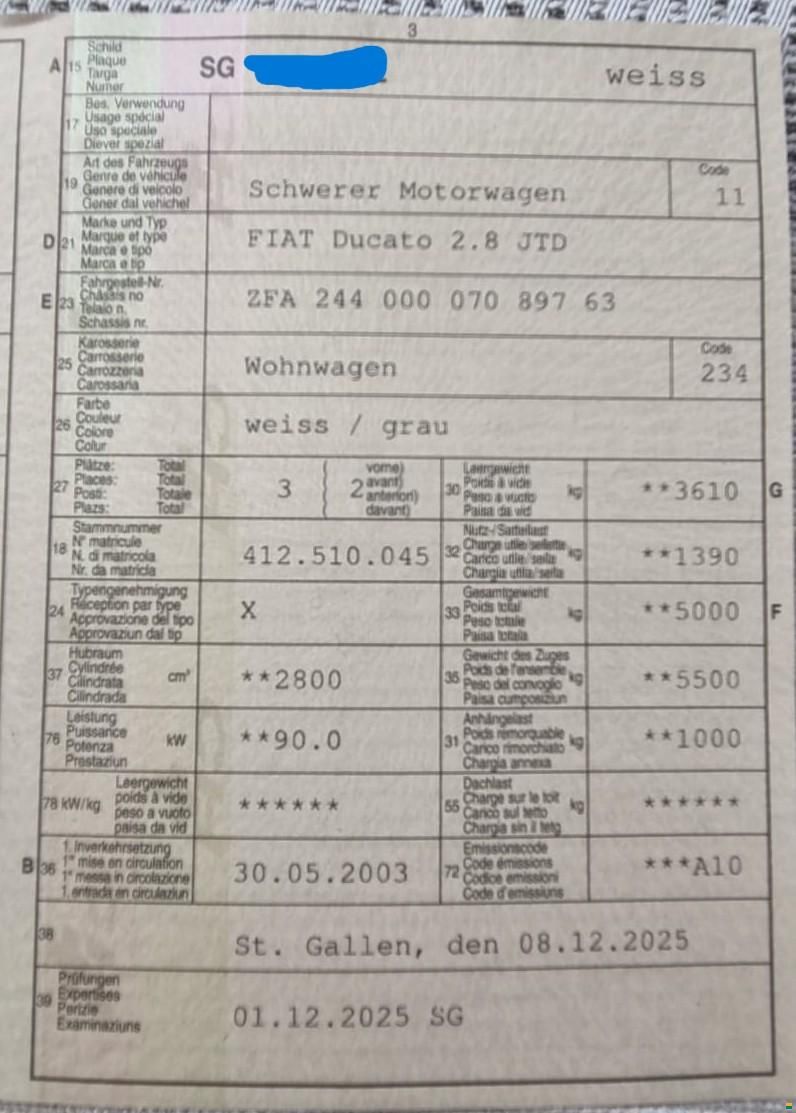 3
A 15 Schild
Plaque
Targa
Numer
SG
weiss
17 Bes. Verwendung
Usage spécial
Uso speciale
Diever spezial
19 Art des Fahrzeugs
Genre de véhicule
Genere di veicolo
Gener dal vehichel
Schwerer Motorwagen
Code
11
D 21 Marke und Typ
Marque et type
Marca e tipo
Marca e tip
FIAT Ducato 2.8 JTD
E 23 Fahrgestell-Nr.
Châssis no
Telaio n.
Schassis nr.
ZFA 244 000 070 897 63
25 Karosserie
Carrosserie
Carrozzeria
Carossaria
Wohnwagen
Code
234
26 Farbe
Couleur
Colore
Colur
weiss / grau
27 Plätze: Total
Places: Total
Posti: Totale
Plazs: Total
3
2
vorne)
avant)
anteriori)
davant)
30 Leergewicht
Poids à vide
Peso a vuoto
Paisa da vid
kg
**3610 G
18 Stammnummer
N° matricule
N. di matricola
Nr. da matricla
412.510.045
32 Nutz-/Sattellast
Charge utile/sellette
Carico utile/sella
Chargia utila/sella
kg
**1390
24 Typengenehmigung
Réception par type
Approvazione del tipo
Approvaziun dal tip
X
33 Gesamtgewicht
Poids total
Peso totale
Paisa totala
kg
**5000 F
37 Hubraum
Cylindrée
Cilindrata
Cilindrada
cm³
**2800
35 Gewicht des Zuges
Poids de l'ensemble
Peso del convoglio
Paisa cumposiziun
kg
**5500
76 Leistung
Puissance
Potenza
Prestaziun
kW
**90.0
31 Anhängelast
Poids remorquable
Carico rimorchiato
Chargia annexa
kg
**1000
78 kW/kg Leergewicht
poids à vide
peso a vuoto
paisa da vid
******
55 Dachlast
Charge sur le toit
Carico sul tetto
Chargia sin il tetg
kg
******
B 36 1. Inverkehrsetzung
1re mise en circulation
1a messa in circolazione
1. entrada en circulaziun
30.05.2003
72 Emissionscode
Code émissions
Codice emissioni
Code d'emissiuns
***A10
38
St. Gallen, den 08.12.2025
39 Prüfungen
Expertises
Perizie
Examinaziuns
01.12.2025 SG